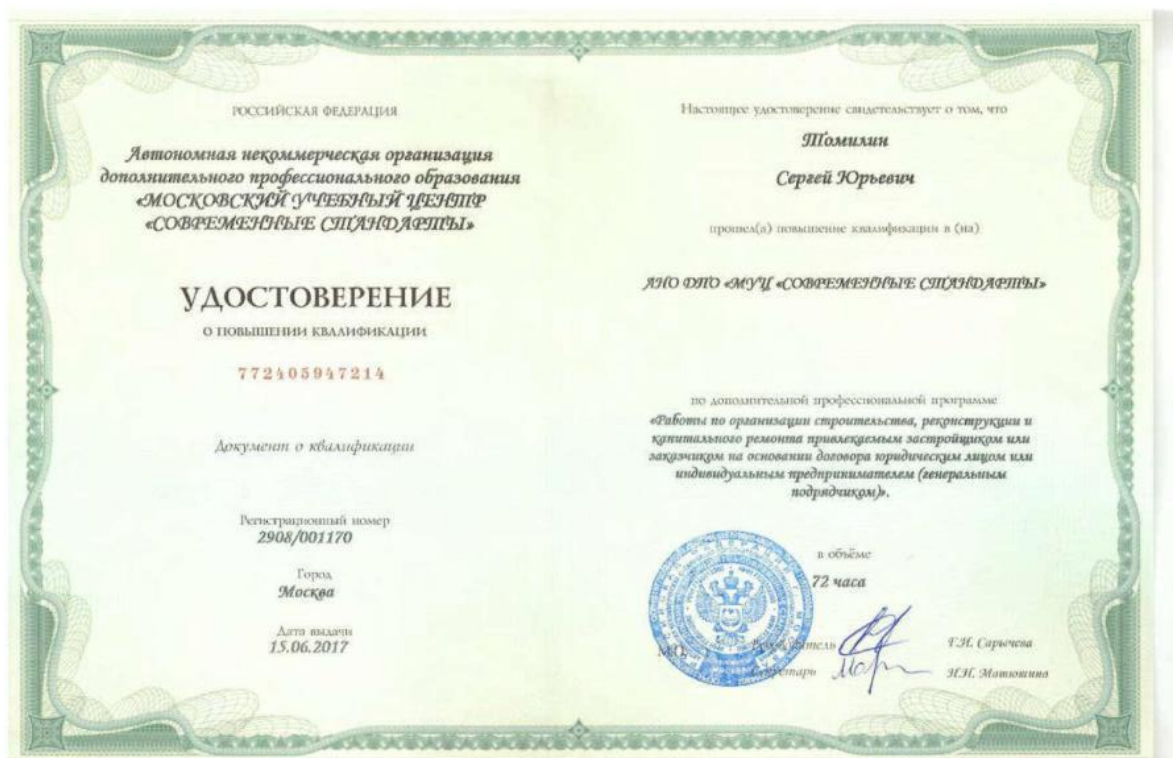 РОССИЙСКАЯ ФЕДЕРАЦИЯ
Автономная некоммерческая организация
дополнительного профессионального образования
«МОСКОВСКИЙ УЧЕБНЫЙ ЦЕНТР
«СОВРЕМЕННЫЕ СТАНДАРТЫ»
УДОСТОВЕРЕНИЕ
О ПОВЫШЕНИИ КВАЛИФИКАЦИИ
772405947214
Документ о квалификации
Регистрационный номер
2908/001170
Город
Москва
Дата выдачи
15.06.2017
Настоящее удостоверение свидетельствует о том, что
Томилин
Сергей Юрьевич
прошел(а) повышение квалификации в (на)
АНО ДПО «МУЦ «СОВРЕМЕННЫЕ СТАНДАРТЫ»
по дополнительной профессиональной программе
«Работы по организации строительства, реконструкции и
капитального ремонта привлекаемым застройщиком или
заказчиком на основании договора юридическим лицом или
индивидуальным предпринимателем (генеральным
подрядчиком)».
в объёме
72 часа
М.П.
Руководитель
Г.И. Сарычева
Секретарь
Н.Н. Матюшина